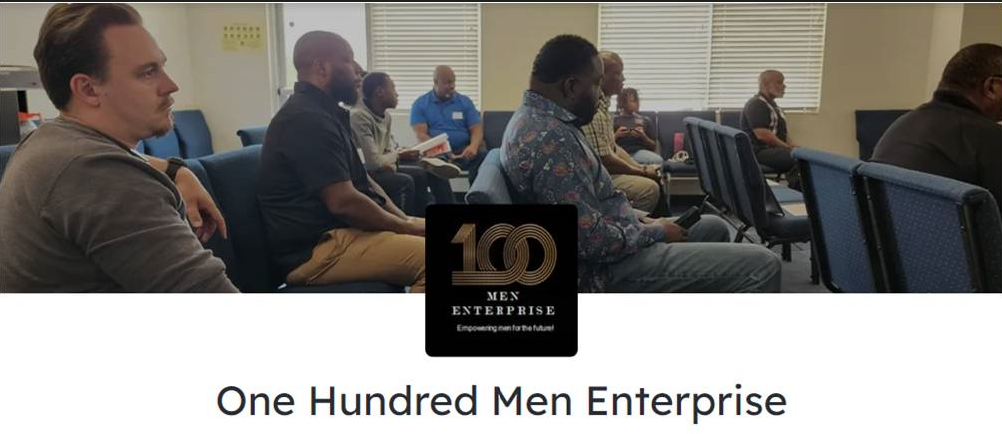 100
MEN
ENTERPRISE
Empowering men for the future!
One Hundred Men Enterprise